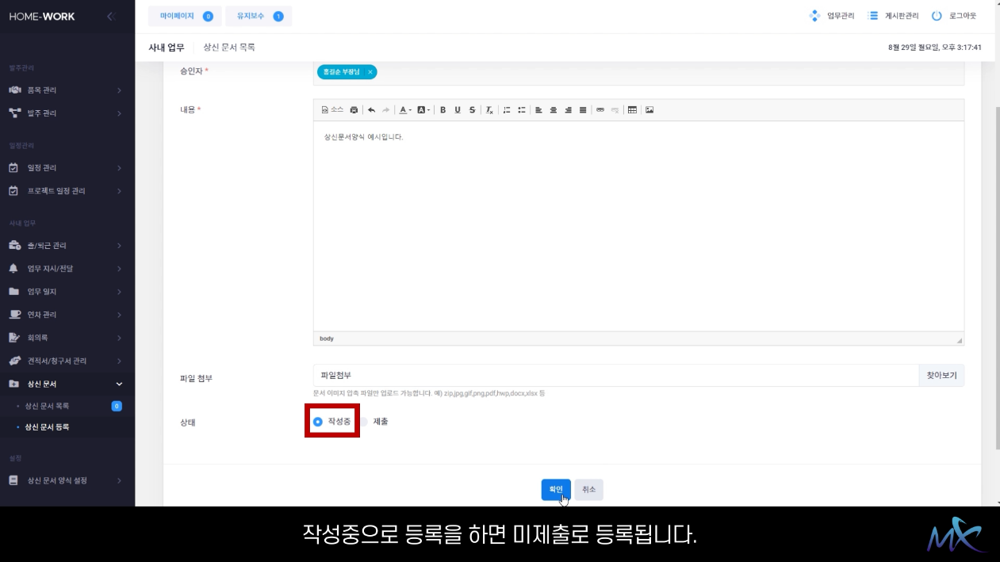 HOME-WORK
마이페이지 0
유지보수 1
업무관리
게시판관리
로그아웃
사내 업무
상신 문서 목록
8월 29일 월요일, 오후 3:17:41
발주관리
품목 관리
발주 관리
일정관리
일정 관리
프로젝트 일정 관리
사내 업무
출/퇴근 관리
업무 지시/전달
업무 일지
연차 관리
회의록
견적서/청구서 관리
상신 문서
상신 문서 목록 0
상신 문서 등록
설정
상신 문서 양식 설정
승인자 *
홍길순 부장님 ×
내용 *
소스
상신문서양식 예시입니다.
body
파일 첨부
파일첨부
찾아보기
문서 이미지 압축 파일만 업로드 가능합니다. 예) zip,jpg,gif,png,pdf,hwp,docx,xlsx 등
상태
작성중
제출
확인
취소
작성중으로 등록을 하면 미제출로 등록됩니다.
MX